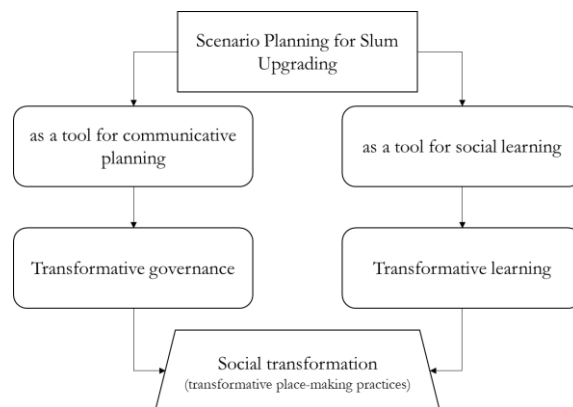 Scenario Planning for Slum
Upgrading
as a tool for communicative
planning
as a tool for social learning
Transformative governance
Transformative learning
Social transformation
(transformative place-making practices)